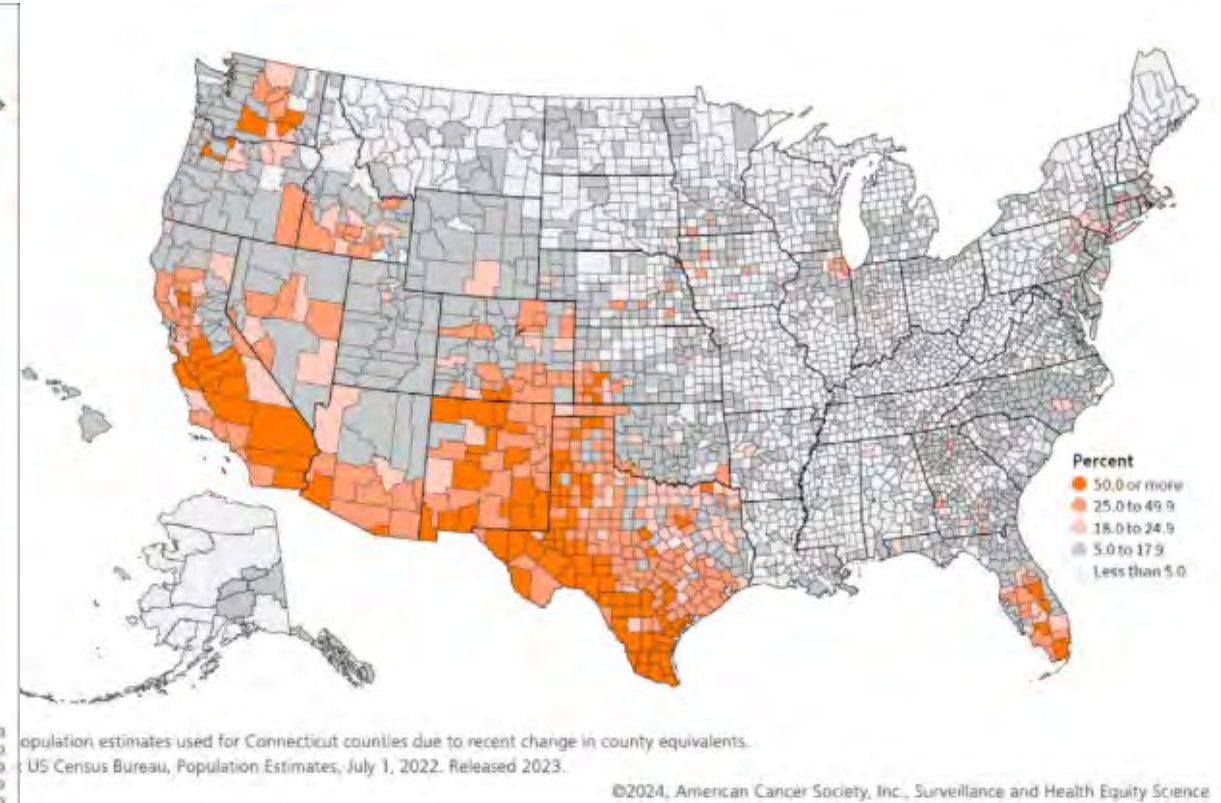 Percent
50.0 or more
25.0 to 49.9
18.0 to 24.9
5.0 to 17.9
Less than 5.0
opulation estimates used for Connecticut counties due to recent change in county equivalents.
: US Census Bureau, Population Estimates, July 1, 2022. Released 2023.
©2024, American Cancer Society, Inc., Surveillance and Health Equity Science